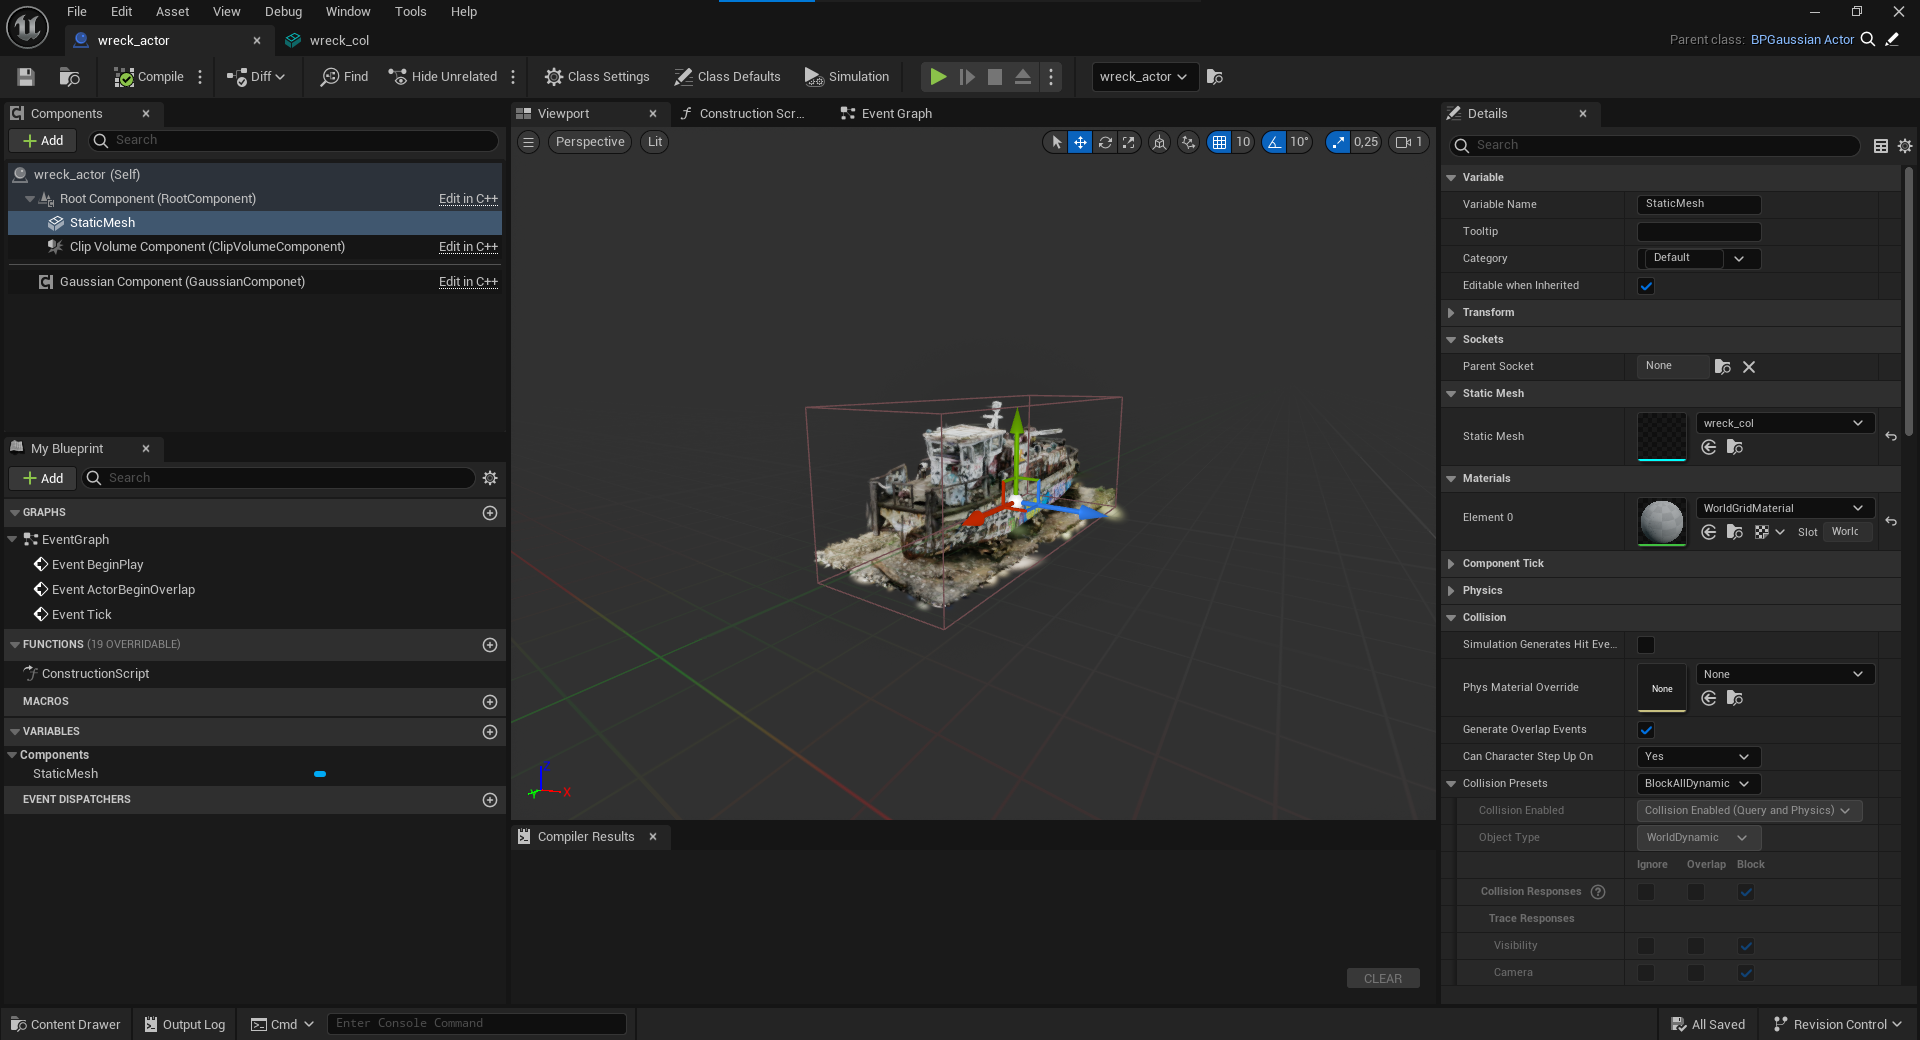 File Edit Asset View Debug Window Tools Help
wreck_actor
wreck_col
Parent class: BPGaussian Actor
Compile
Diff
Find
Hide Unrelated
Class Settings
Class Defaults
Simulation
wreck_actor
Components
Add
Search
wreck_actor (Self)
Root Component (RootComponent)
Edit in C++
StaticMesh
Clip Volume Component (ClipVolumeComponent)
Edit in C++
Gaussian Component (GaussianComponet)
Edit in C++
My Blueprint
Add
Search
GRAPHS
EventGraph
Event BeginPlay
Event ActorBeginOverlap
Event Tick
FUNCTIONS (19 OVERRIDABLE)
ConstructionScript
MACROS
VARIABLES
Components
StaticMesh
EVENT DISPATCHERS
Viewport
Construction Scr...
Event Graph
Perspective
Lit
10
10°
0,25
1
Z
X
Y
Compiler Results
CLEAR
Details
Search
Variable
Variable Name
StaticMesh
Tooltip
Category
Default
Editable when Inherited
Transform
Sockets
Parent Socket
None
Static Mesh
Static Mesh
wreck_col
Materials
Element 0
WorldGridMaterial
Slot
Worlc
Component Tick
Physics
Collision
Simulation Generates Hit Eve...
Phys Material Override
None
None
Generate Overlap Events
Can Character Step Up On
Yes
Collision Presets
BlockAllDynamic
Collision Enabled
Collision Enabled (Query and Physics)
Object Type
WorldDynamic
Ignore Overlap Block
Collision Responses
?
Trace Responses
Visibility
Camera
Content Drawer
Output Log
Cmd
Enter Console Command
All Saved
Revision Control